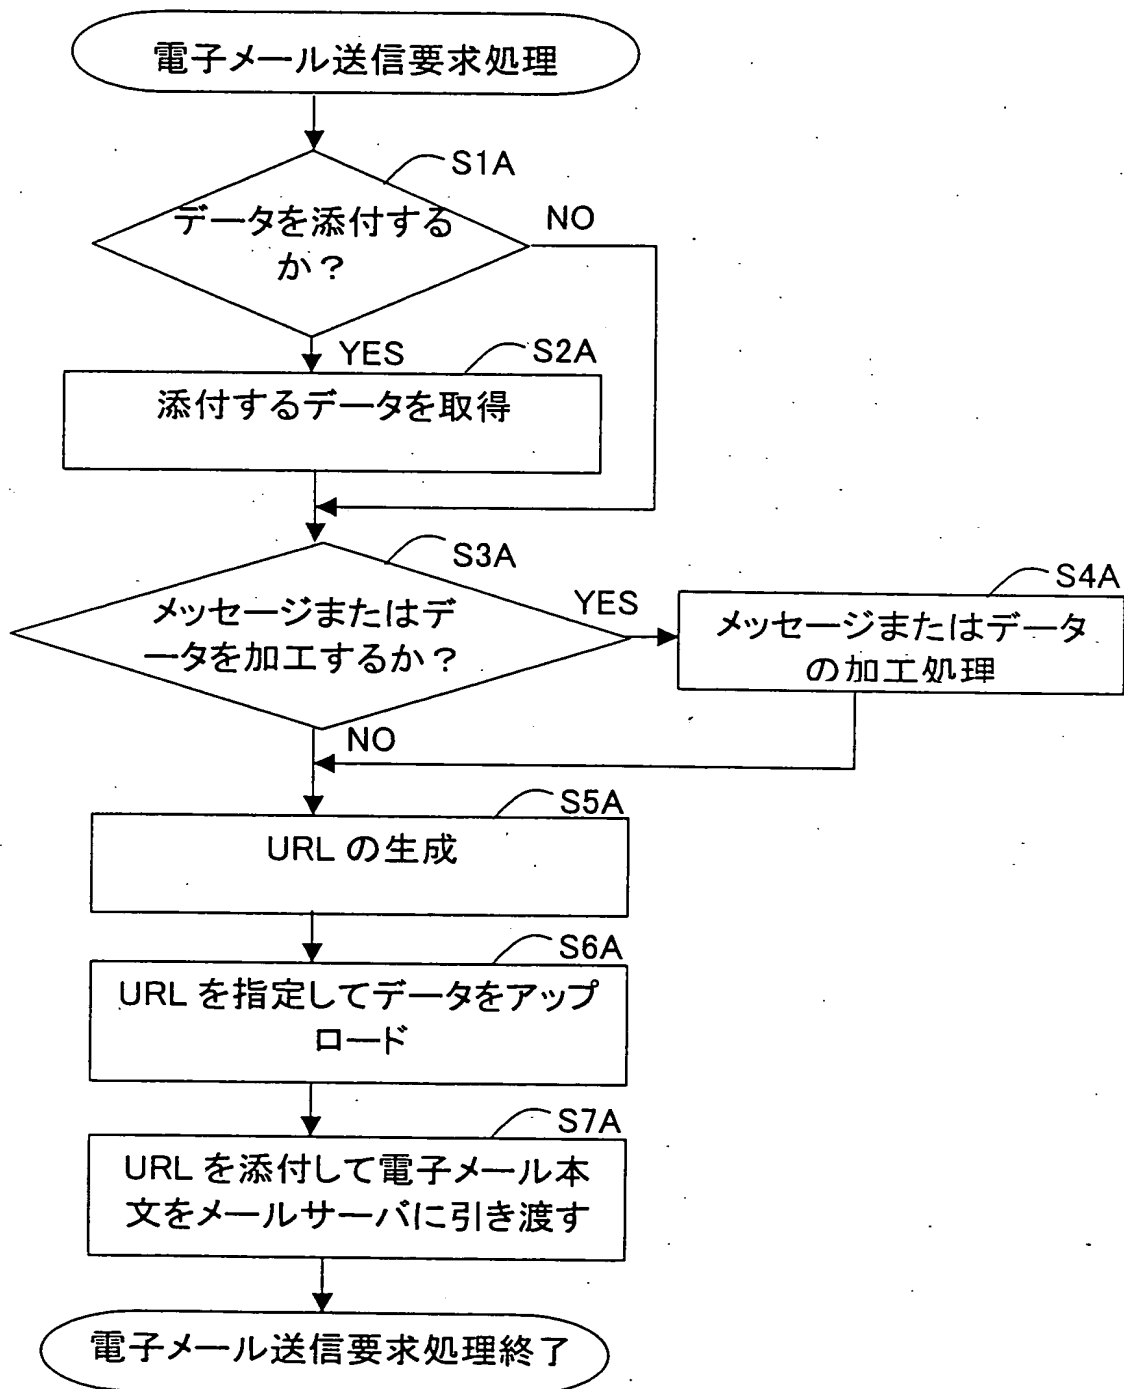 電子メール送信要求処理
S1A
データを添付する
か？
NO
YES
S2A
添付するデータを取得
S3A
メッセージまたはデ
ータを加工するか？
YES
S4A
メッセージまたはデータ
の加工処理
NO
S5A
URL の生成
S6A
URL を指定してデータをアップ
ロード
S7A
URL を添付して電子メール本
文をメールサーバに引き渡す
電子メール送信要求処理終了